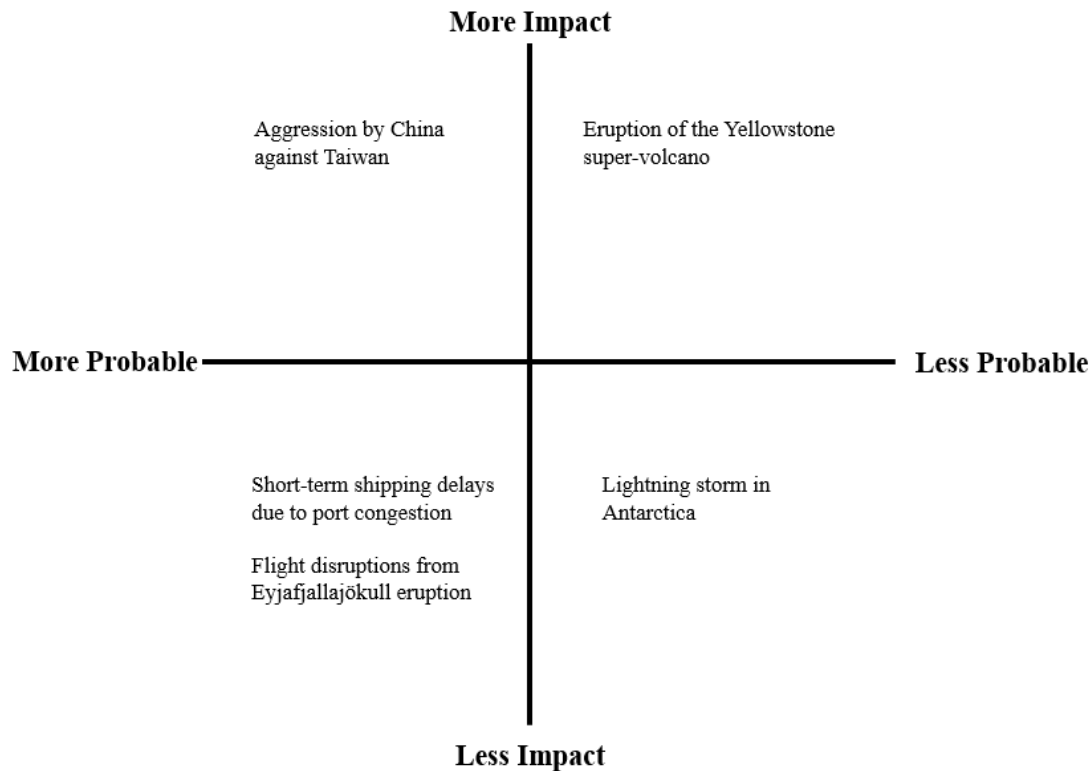 More Impact
Aggression by China
against Taiwan
Eruption of the Yellowstone
super-volcano
More Probable
Less Probable
Short-term shipping delays
due to port congestion
Lightning storm in
Antarctica
Flight disruptions from
Eyjafjallajökull eruption
Less Impact